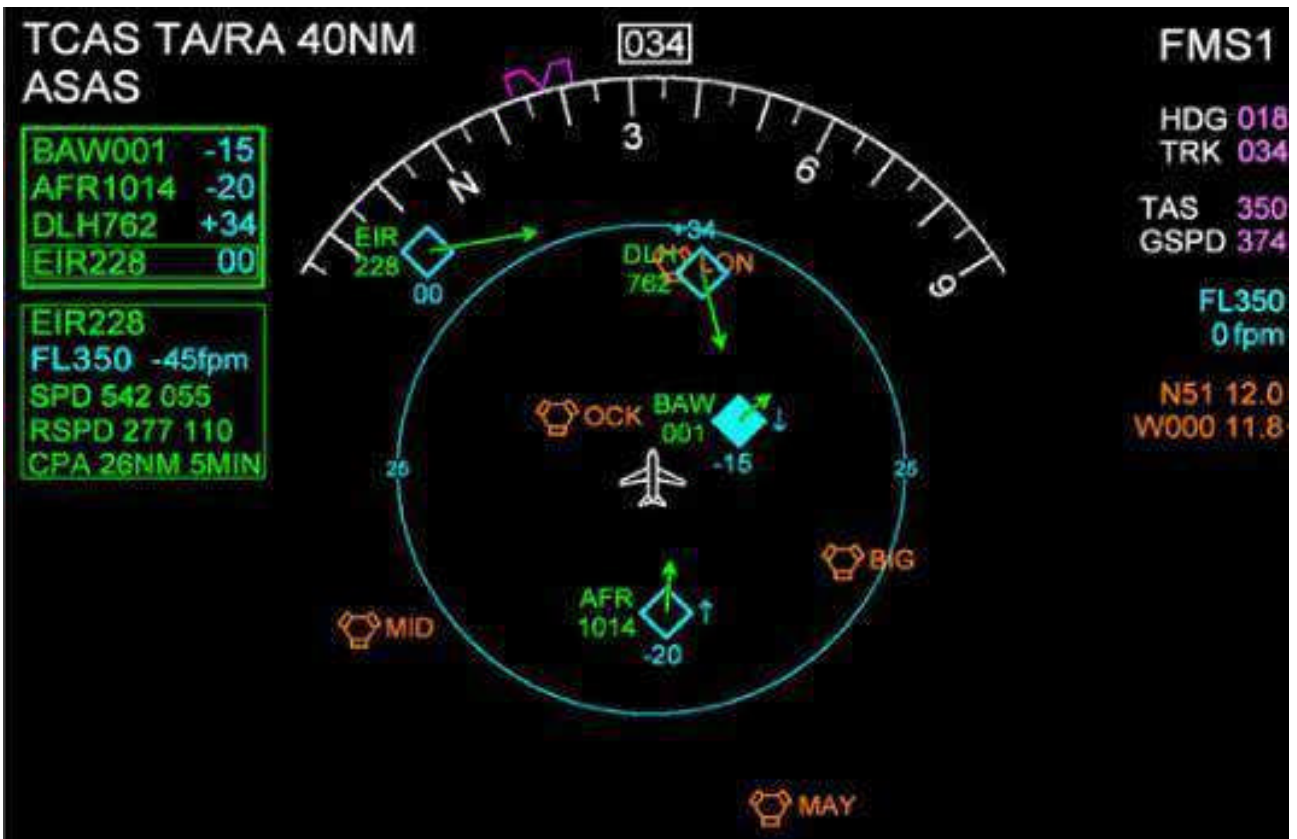 TCAS TA/RA 40NM
ASAS
BAW001 -15
AFR1014 -20
DLH762 +34
EIR228 00
EIR228
FL350 -45fpm
SPD 542 055
RSPD 277 110
CPA 26NM 5MIN
034
N
3
6
9
EIR
228
00
+34
DLH
762
LON
OCK
BAW
001
-15
25
25
BIG
AFR
1014
-20
MID
MAY
FMS1
HDG 018
TRK 034
TAS 350
GSPD 374
FL350
0 fpm
N51 12.0
W000 11.8